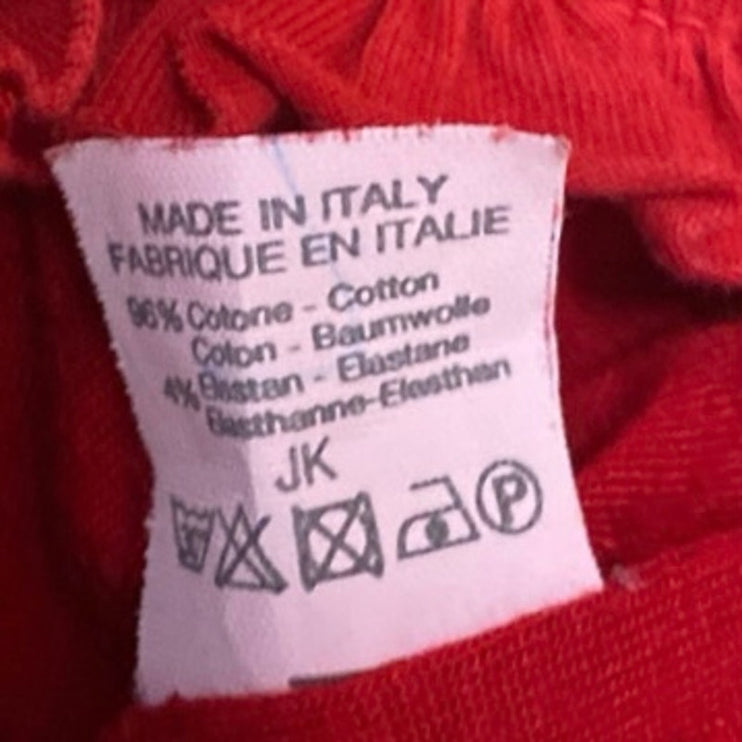 MADE IN ITALY
FABRIQUE EN ITALIE
96% Cotone - Cotton
Coton - Baumwolle
4% Elastan - Elastane
Elasthanne-Elasthan
JK
P